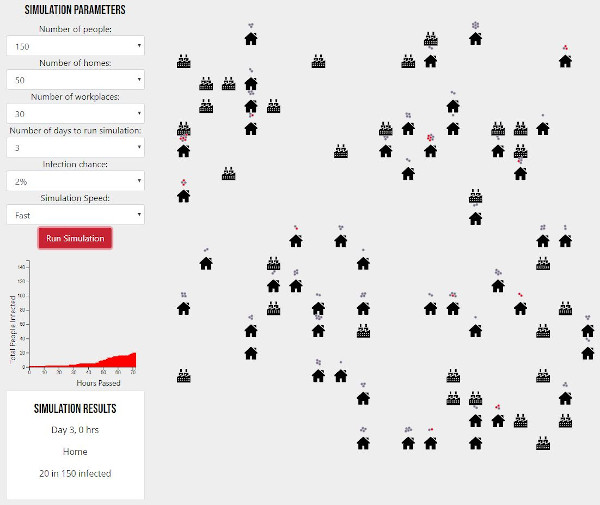 SIMULATION PARAMETERS
Number of people:
150
Number of homes:
50
Number of workplaces:
30
Number of days to run simulation:
3
Infection chance:
2%
Simulation Speed:
Fast
Run Simulation
Total People Infected
140
120
100
80
60
40
20
0
0 10 20 30 40 50 60 70
Hours Passed
SIMULATION RESULTS
Day 3, 0 hrs
Home
20 in 150 infected